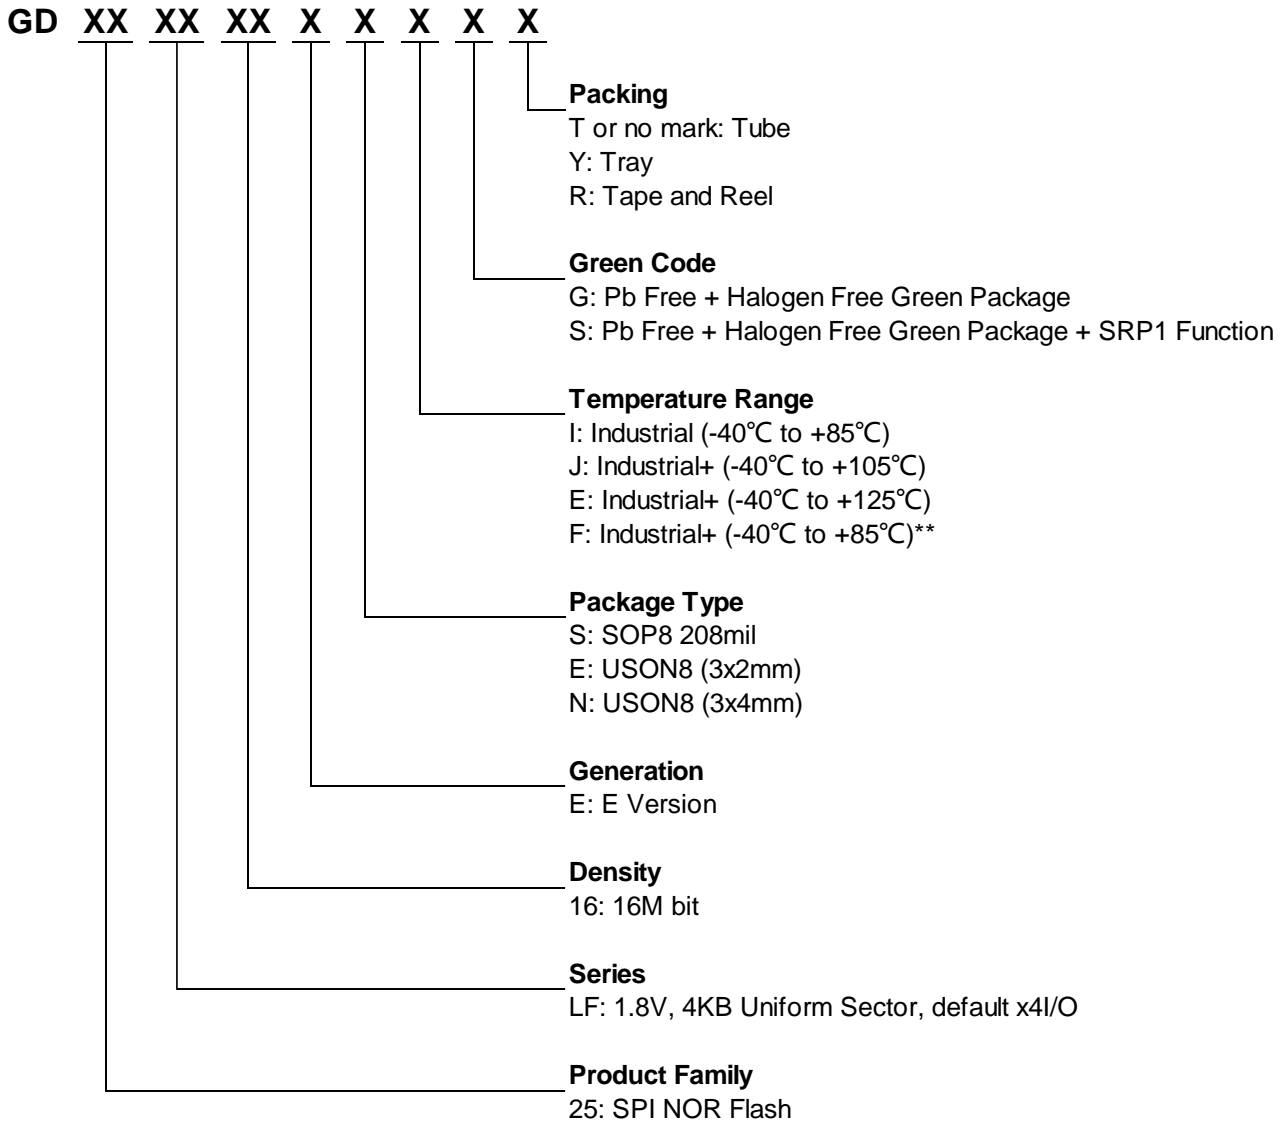 GD XX XX XX X X X X X
Packing
T or no mark: Tube
Y: Tray
R: Tape and Reel
Green Code
G: Pb Free + Halogen Free Green Package
S: Pb Free + Halogen Free Green Package + SRP1 Function
Temperature Range
I: Industrial (-40℃ to +85℃)
J: Industrial+ (-40℃ to +105℃)
E: Industrial+ (-40℃ to +125℃)
F: Industrial+ (-40℃ to +85℃)**
Package Type
S: SOP8 208mil
E: USON8 (3x2mm)
N: USON8 (3x4mm)
Generation
E: E Version
Density
16: 16M bit
Series
LF: 1.8V, 4KB Uniform Sector, default x4I/O
Product Family
25: SPI NOR Flash